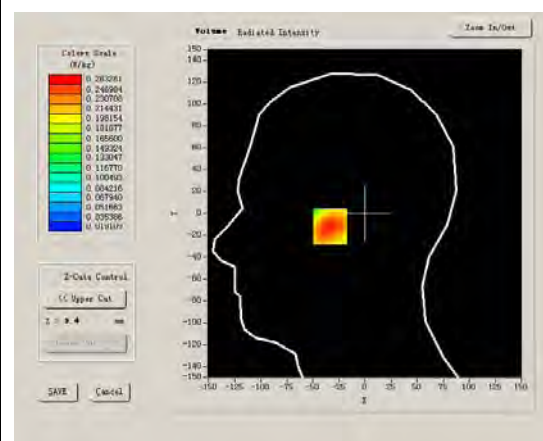 Volume Radiated Intensity
Zoom In/Out
Colors Scale
(W/kg)
0.263261
0.246984
0.230708
0.214431
0.198154
0.181877
0.165600
0.149324
0.133047
0.116770
0.100493
0.084216
0.067940
0.051663
0.035386
0.019109
150
140
120
100
80
60
40
20
0
-20
-40
-60
-80
-100
-120
-140
-150
Y
-150 -125 -100 -75 -50 -25 0 25 50 75 100 125 150
X
Z-Cuts Control
<< Upper Cut
Z = 9.4 mm
SAVE
Cancel